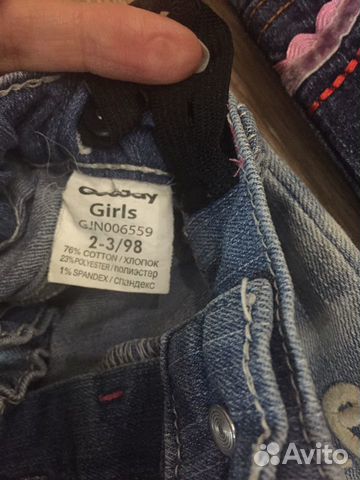 Girls
GJN006559
2-3/98
76% COTTON / ХЛОПОК
23% POLYESTER / полиэстер
1% SPANDEX / спандекс
Avito